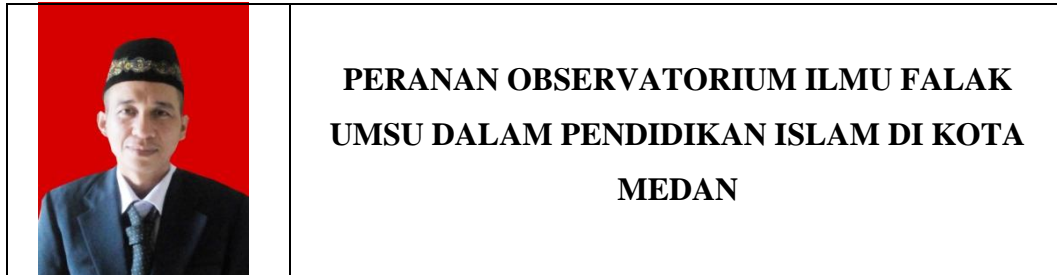 PERANAN OBSERVATORIUM ILMU FALAK
UMSU DALAM PENDIDIKAN ISLAM DI KOTA
MEDAN